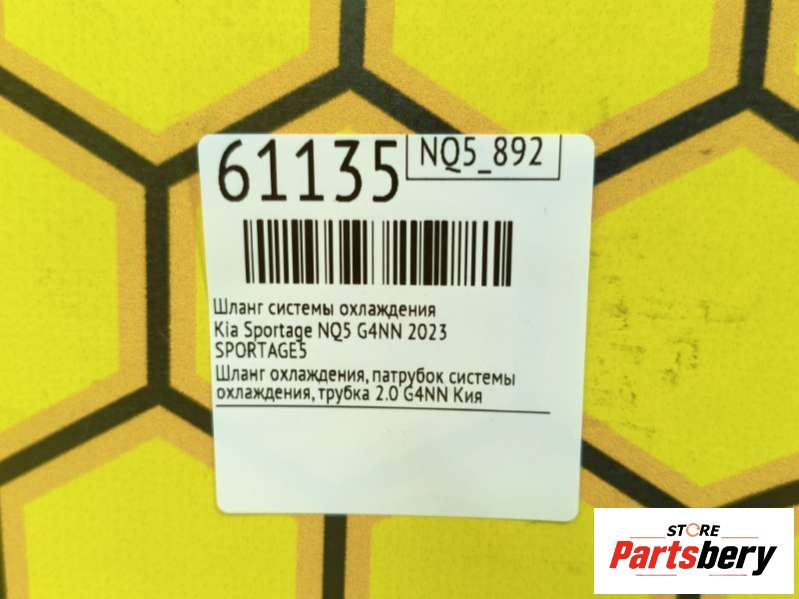 61135
NQ5_892
Шланг системы охлаждения
Kia Sportage NQ5 G4NN 2023
SPORTAGE5
Шланг охлаждения, патрубок системы
охлаждения, трубка 2.0 G4NN Кия
STORE
Partsbery